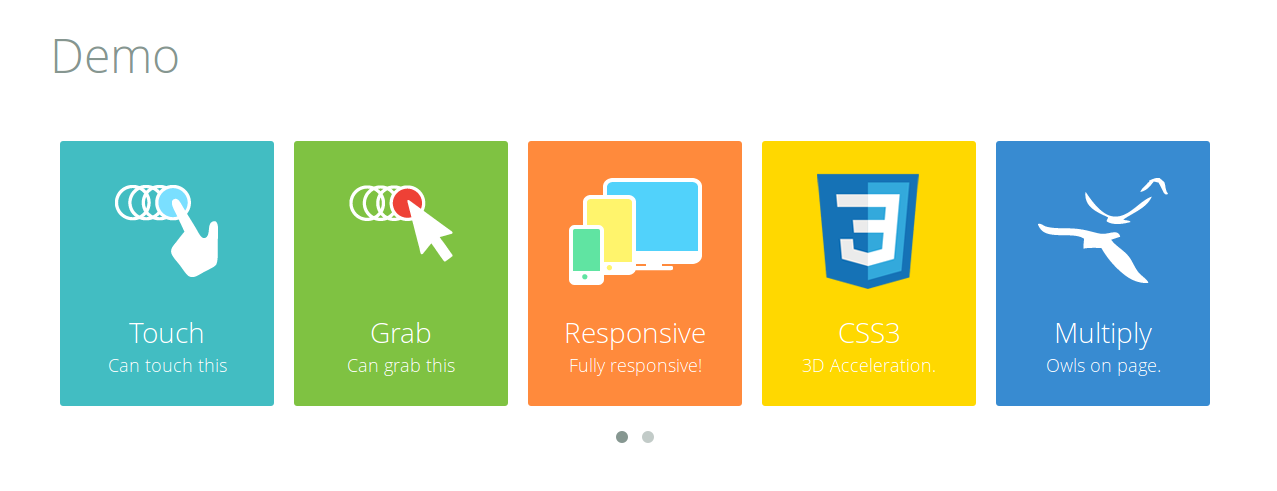 Demo
Touch
Can touch this
Grab
Can grab this
Responsive
Fully responsive!
3
CSS3
3D Acceleration.
Multiply
Owls on page.